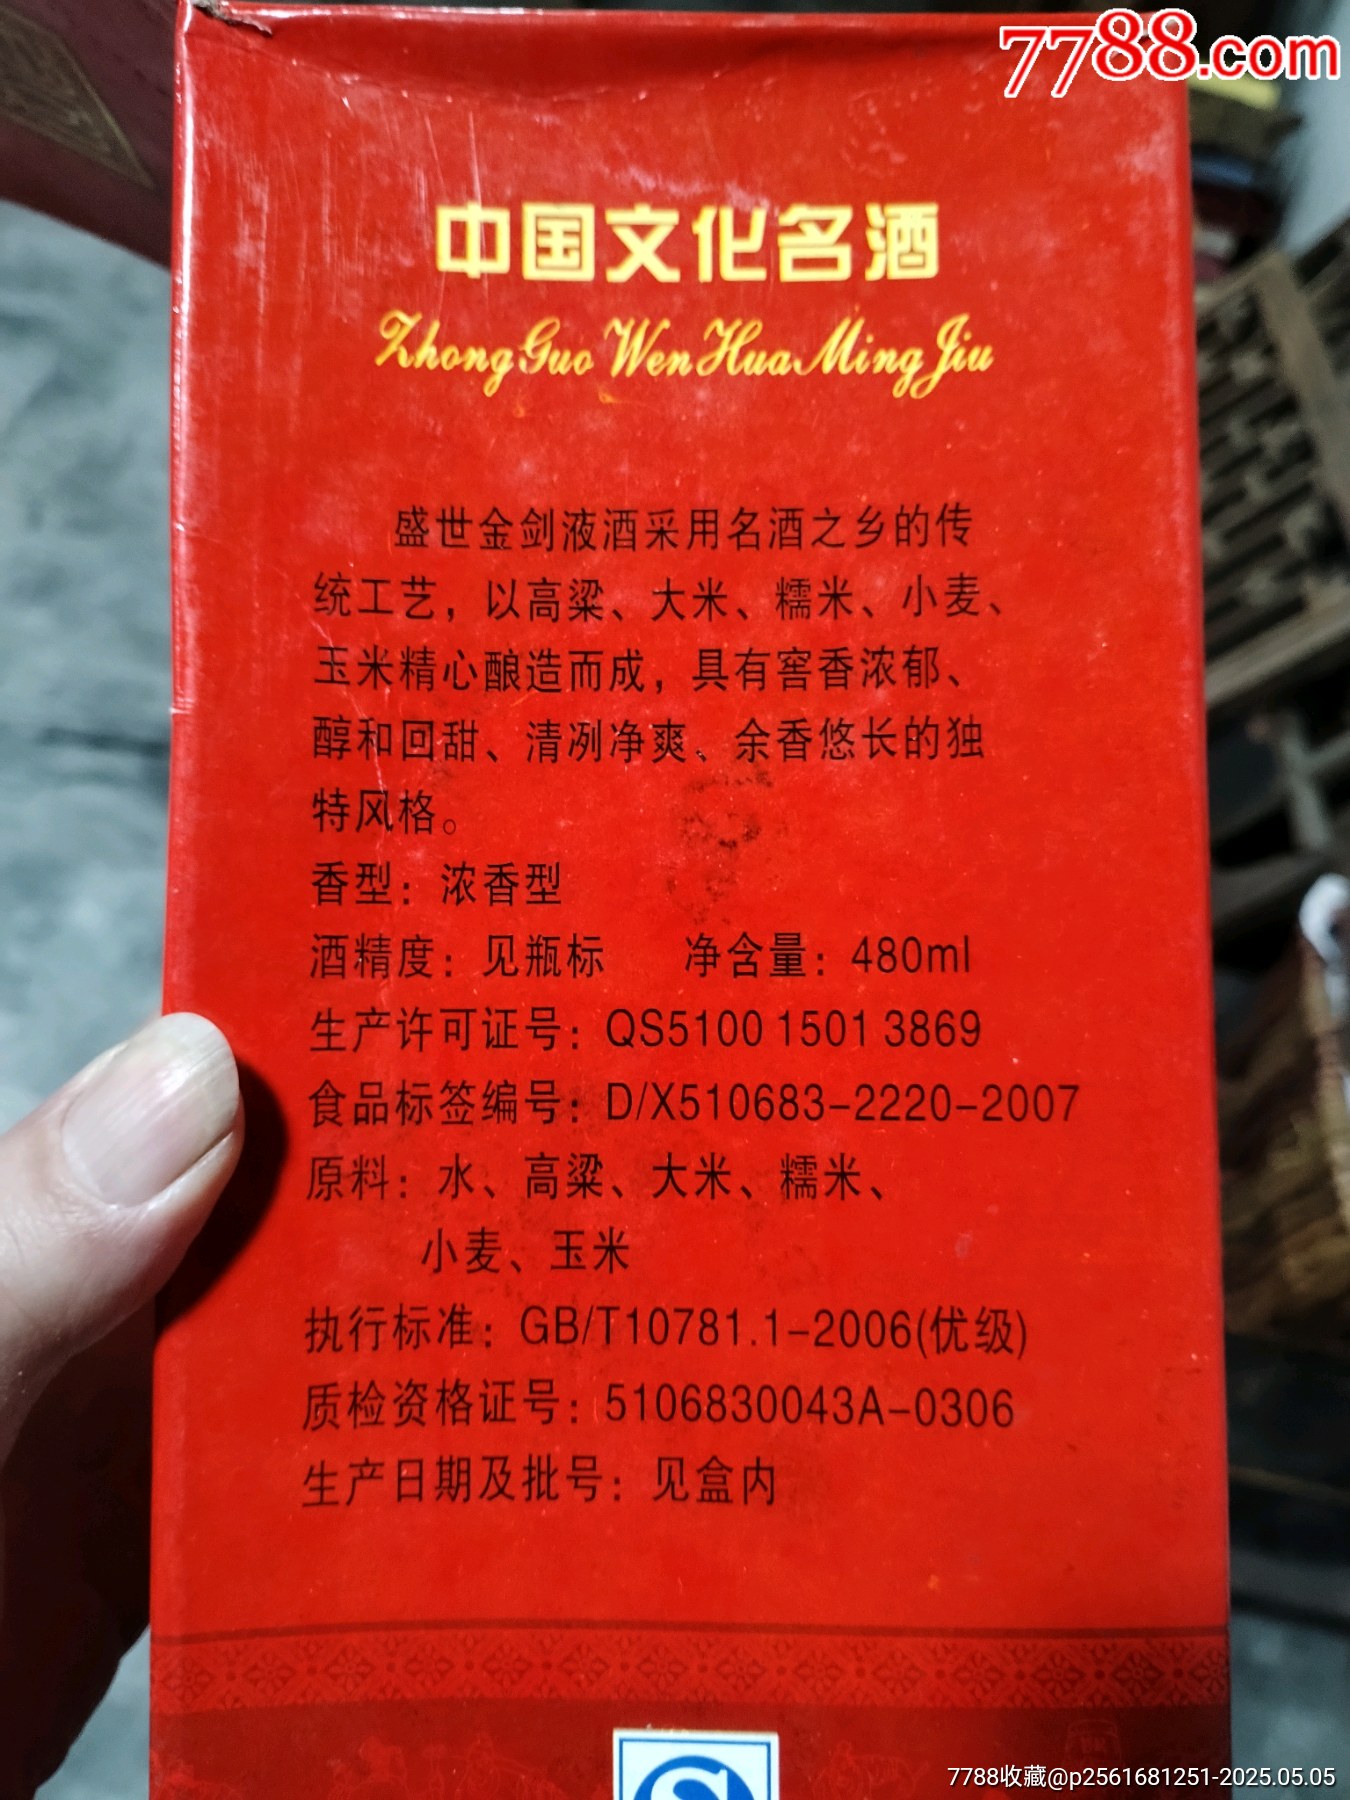 7788.com
中国文化名酒
Zhong Guo Wen Hua Ming Jiu
盛世金剑液酒采用名酒之乡的传
统工艺，以高粱、大米、糯米、小麦、
玉米精心酿造而成，具有窖香浓郁、
醇和回甜、清冽净爽、余香悠长的独
特风格。
香型：浓香型
酒精度：见瓶标 净含量：480ml
生产许可证号：QS5100 1501 3869
食品标签编号：D/X510683-2220-2007
原料：水、高粱、大米、糯米、
小麦、玉米
执行标准：GB/T10781.1-2006(优级)
质检资格证号：5106830043A-0306
生产日期及批号：见盒内
7788收藏@p2561681251-2025.05.05